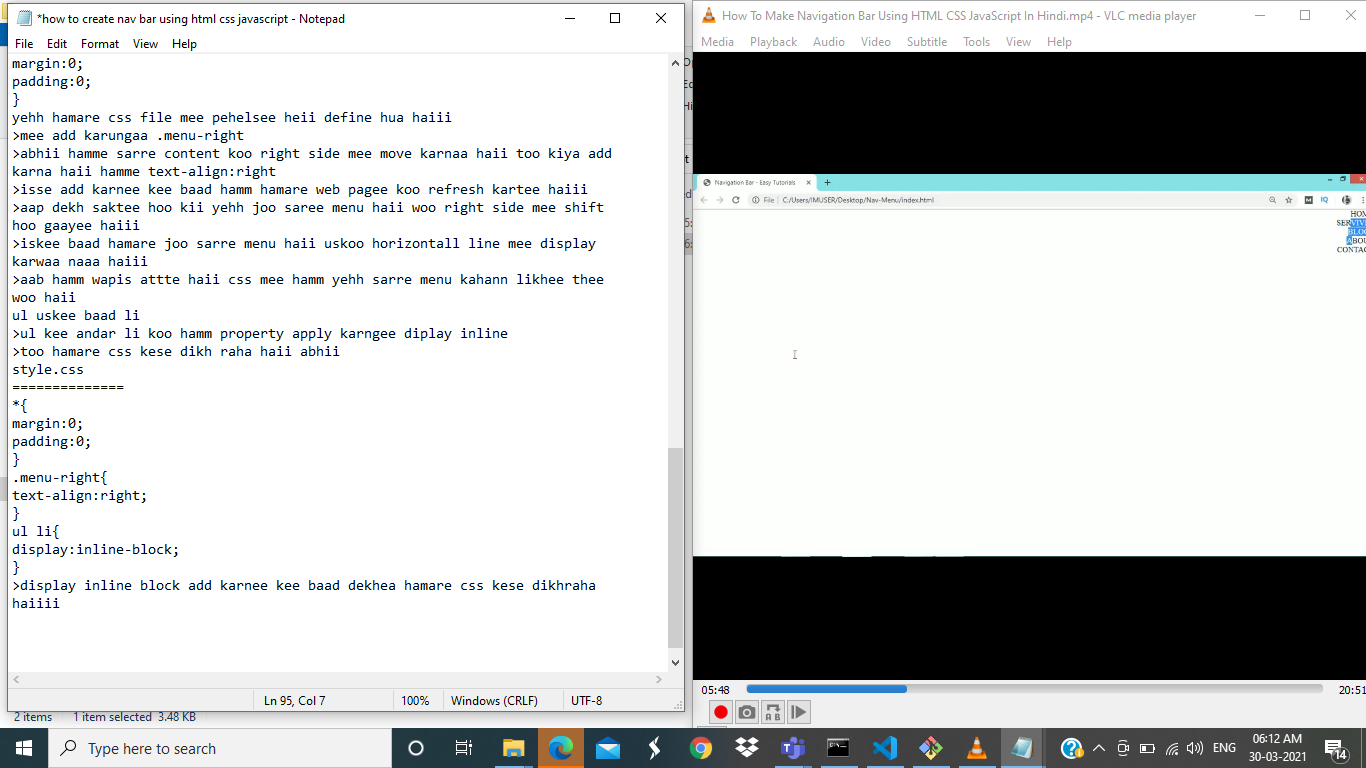 *how to create nav bar using html css javascript - Notepad
File Edit Format View Help
margin:0;
padding:0;
}
yehh hamare css file mee pehelsee heii define hua haiii
>mee add karungaa .menu-right
>abhii hamme sarre content koo right side mee move karnaa haii too kiya add
karna haii hamme text-align:right
>isse add karnee kee baad hamm hamare web pagee koo refresh kartee haiii
>aap dekh saktee hoo kii yehh joo saree menu haii woo right side mee shift
hoo gaayee haiii
>iskee baad hamare joo sarre menu haii uskoo horizontall line mee display
karwaa naaa haiii
>aab hamm wapis attte haii css mee hamm yehh sarre menu kahann likhee thee
woo haii
ul uskee baad li
>ul kee andar li koo hamm property apply karngee diplay inline
>too hamare css kese dikh raha haii abhii
style.css
==============
*{
margin:0;
padding:0;
}
.menu-right{
text-align:right;
}
ul li{
display:inline-block;
}
>display inline block add karnee kee baad dekhea hamare css kese dikhraha
haiiii
Ln 95, Col 7 100% Windows (CRLF) UTF-8
2 items 1 item selected 3.48 KB
How To Make Navigation Bar Using HTML CSS JavaScript In Hindi.mp4 - VLC media player
Media Playback Audio Video Subtitle Tools View Help
Navigation Bar - Easy Tutorials
File C:/Users/IMUSER/Desktop/Nav-Menu/index.html
HOM
SERVIVE
BLOG
ABOU
CONTAC
05:48 20:51
Type here to search
ENG
06:12 AM
30-03-2021
14